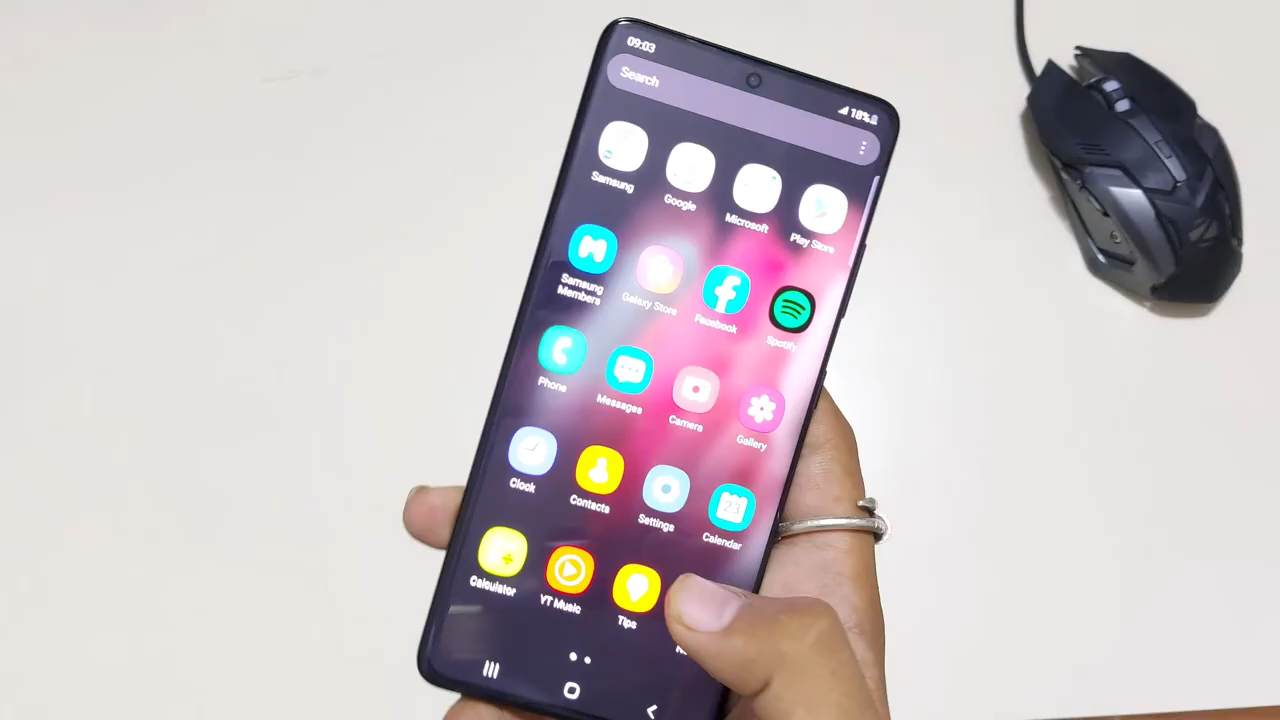 09:03
18%
Search
Samsung
Google
Microsoft
Play Store
Samsung
Members
Galaxy Store
Facebook
Spotify
Phone
Messages
Camera
Gallery
Clock
Contacts
Settings
23
Calendar
Calculator
YT Music
Tips